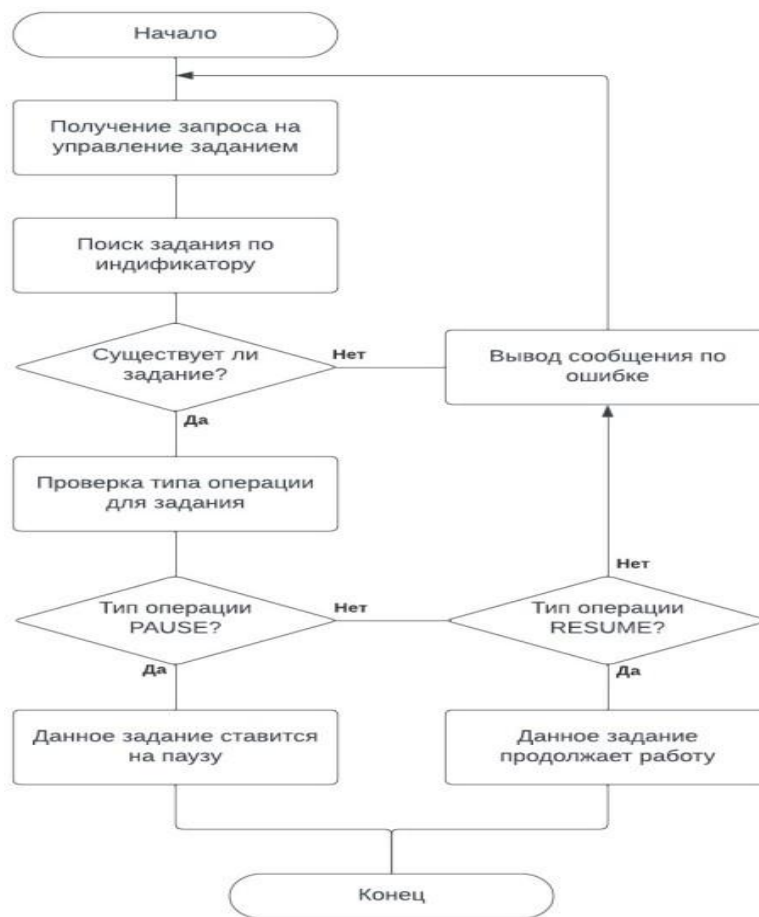 Начало
Получение запроса на
управление заданием
Поиск задания по
индификатору
Существует ли
задание?
Нет
Вывод сообщения по
ошибке
Да
Проверка типа операции
для задания
Нет
Тип операции
PAUSE?
Нет
Тип операции
RESUME?
Да
Да
Данное задание ставится
на паузу
Данное задание
продолжает работу
Конец